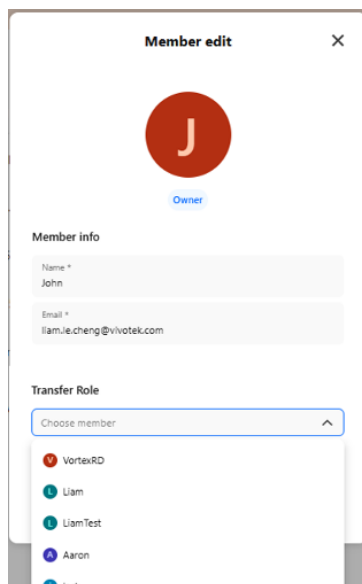 Member edit
J
Owner
Member info
Name *
John
Email *
liam.ie.cheng@vivotek.com
Transfer Role
Choose member
V VortexRD
L Liam
L LiamTest
A Aaron